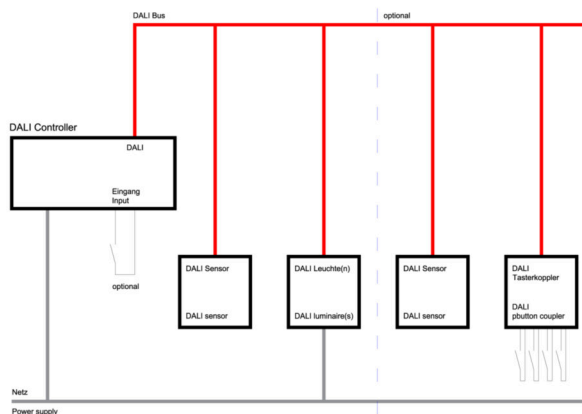 DALI Bus
optional
DALI Controller
DALI
Eingang
Input
optional
DALI Sensor
DALI sensor
DALI Leuchte(n)
DALI luminaire(s)
DALI Sensor
DALI sensor
DALI
Tasterkoppler
DALI
pbutton coupler
Netz
Power supply